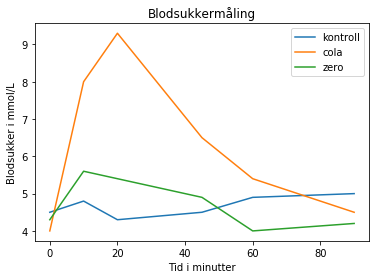 Blodsukkermåling
kontroll
cola
zero
Blodsukker i mmol/L
9
8
7
6
5
4
0
20
40
60
80
Tid i minutter